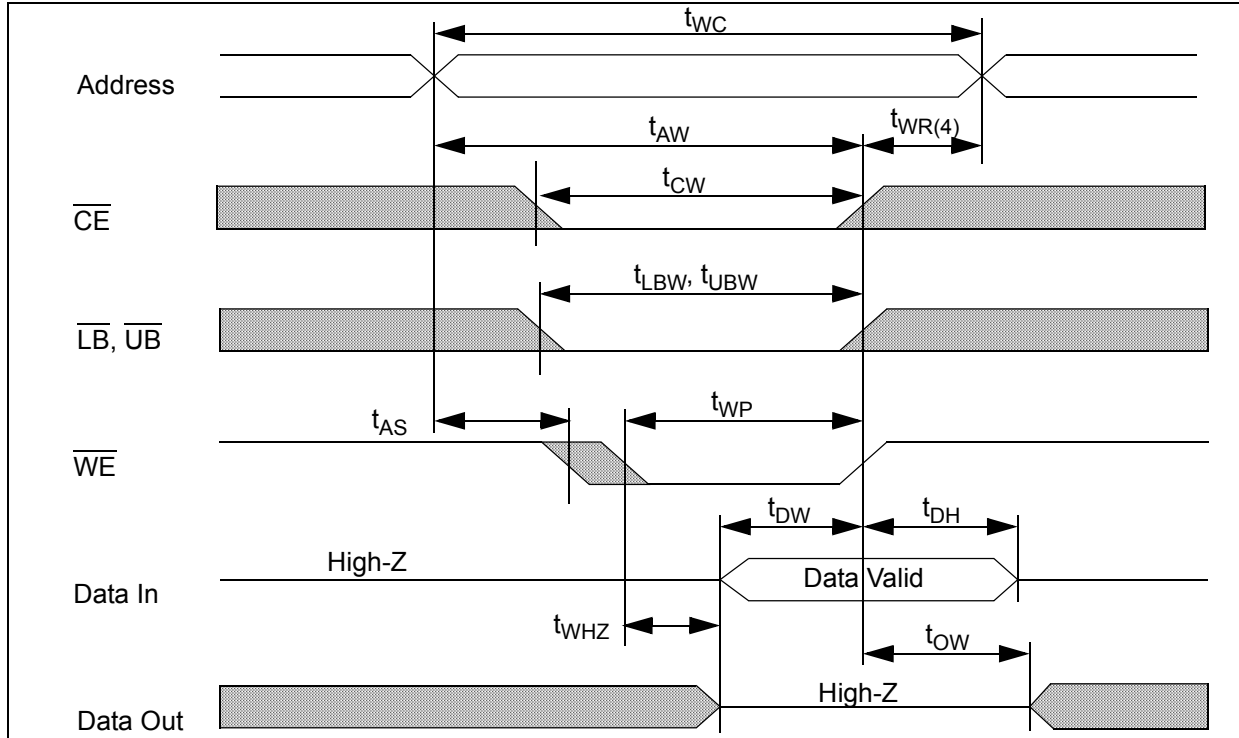 tWC
Address
tWR(4)
tAW
tCW
CE
tLBW, tUBW
LB, UB
tWP
tAS
WE
tDW
tDH
High-Z
Data Valid
Data In
tWHZ
tOW
High-Z
Data Out